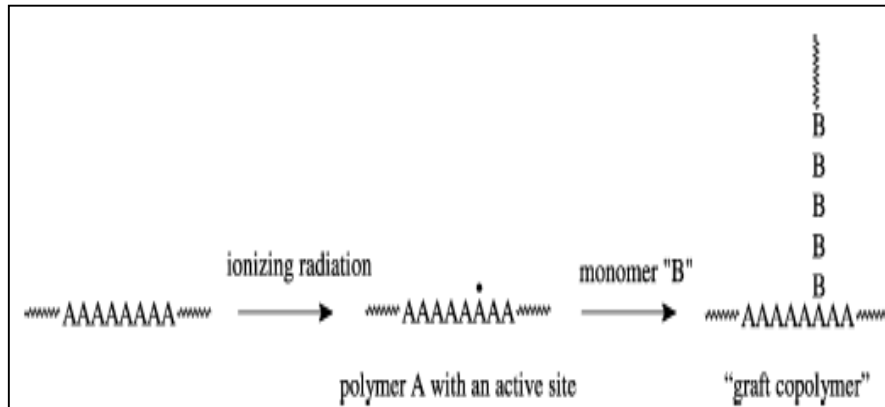 B
B
B
B
B
ionizing radiation
monomer "B"
AAAAAAAA
AAAAAAAA
AAAAAAAA
polymer A with an active site
“graft copolymer”